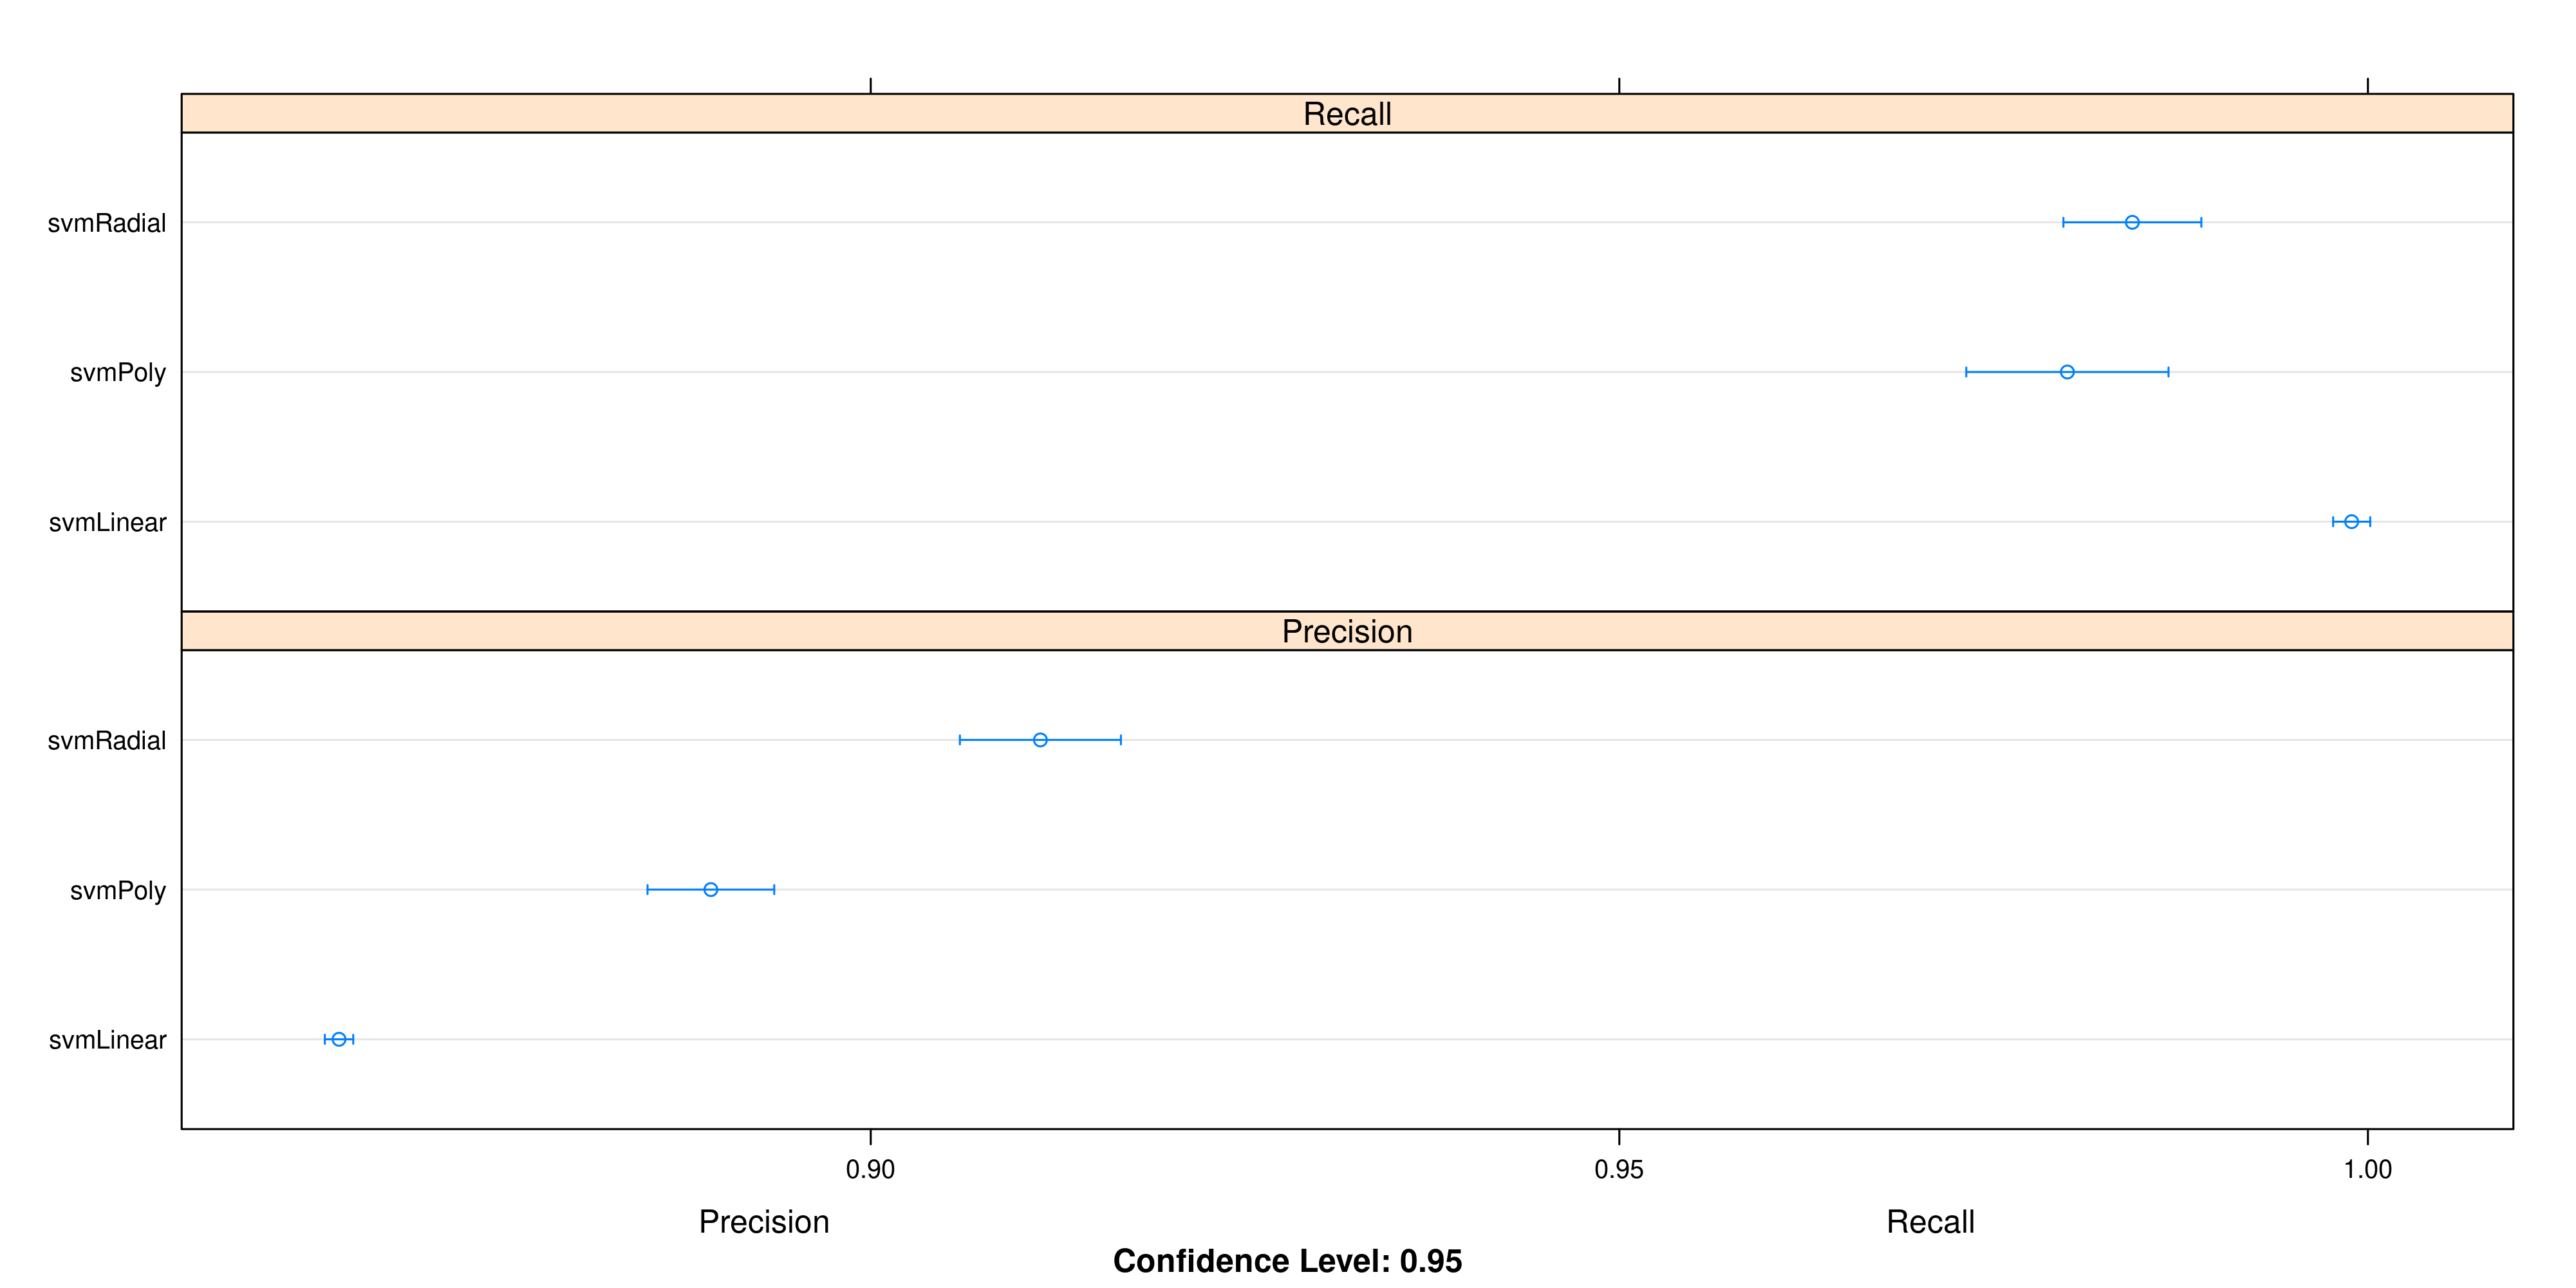 Recall
svmRadial
svmPoly
svmLinear
Precision
svmRadial
svmPoly
svmLinear
0.90 0.95 1.00
Precision Recall
Confidence Level: 0.95